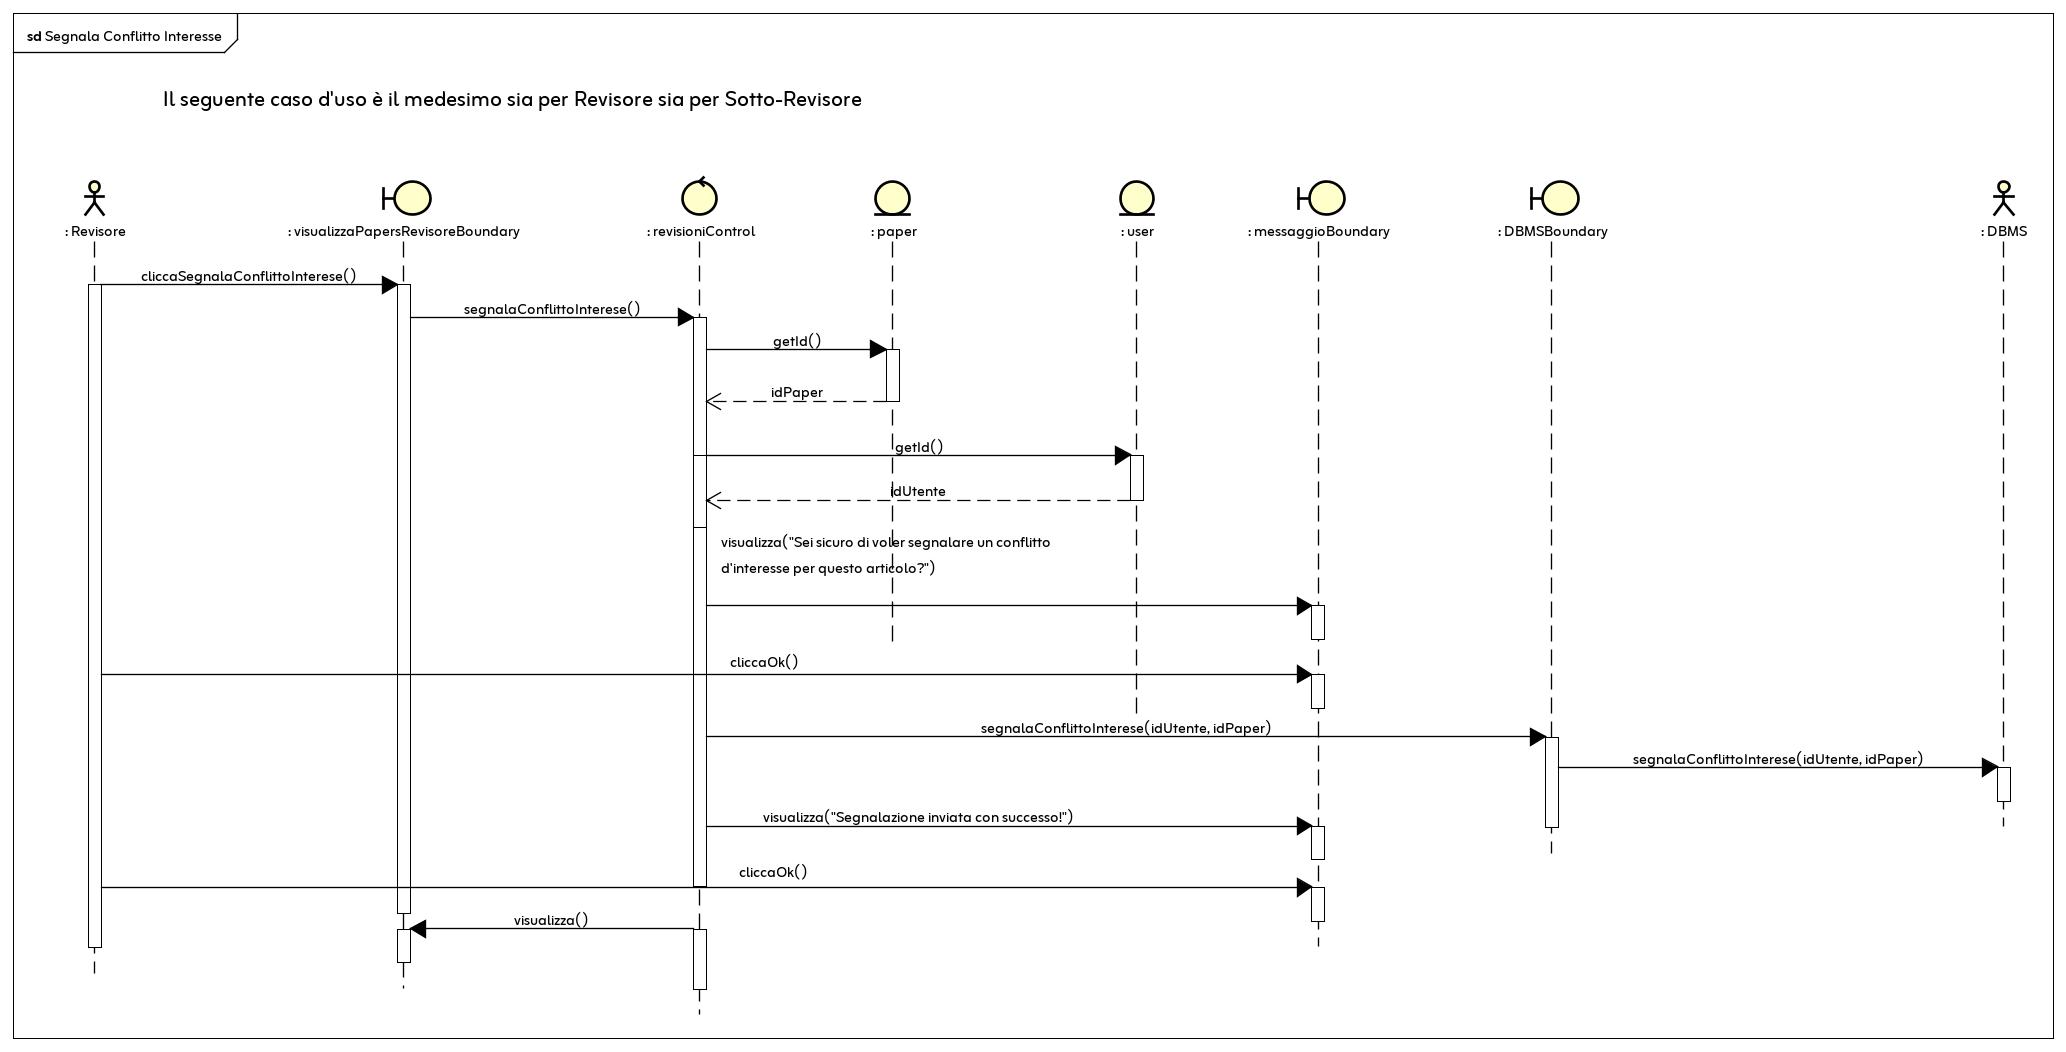 sd Segnala Conflitto Interesse
Il seguente caso d'uso è il medesimo sia per Revisore sia per Sotto-Revisore
: Revisore
: visualizzaPapersRevisoreBoundary
: revisioniControl
: paper
: user
: messaggioBoundary
: DBMSBoundary
: DBMS
cliccaSegnalaConflittoInterese()
segnalaConflittoInterese()
getId()
idPaper
getId()
idUtente
visualizza("Sei sicuro di voler segnalare un conflitto
d'interesse per questo articolo?")
cliccaOk()
segnalaConflittoInterese(idUtente, idPaper)
segnalaConflittoInterese(idUtente, idPaper)
visualizza("Segnalazione inviata con successo!")
cliccaOk()
visualizza()